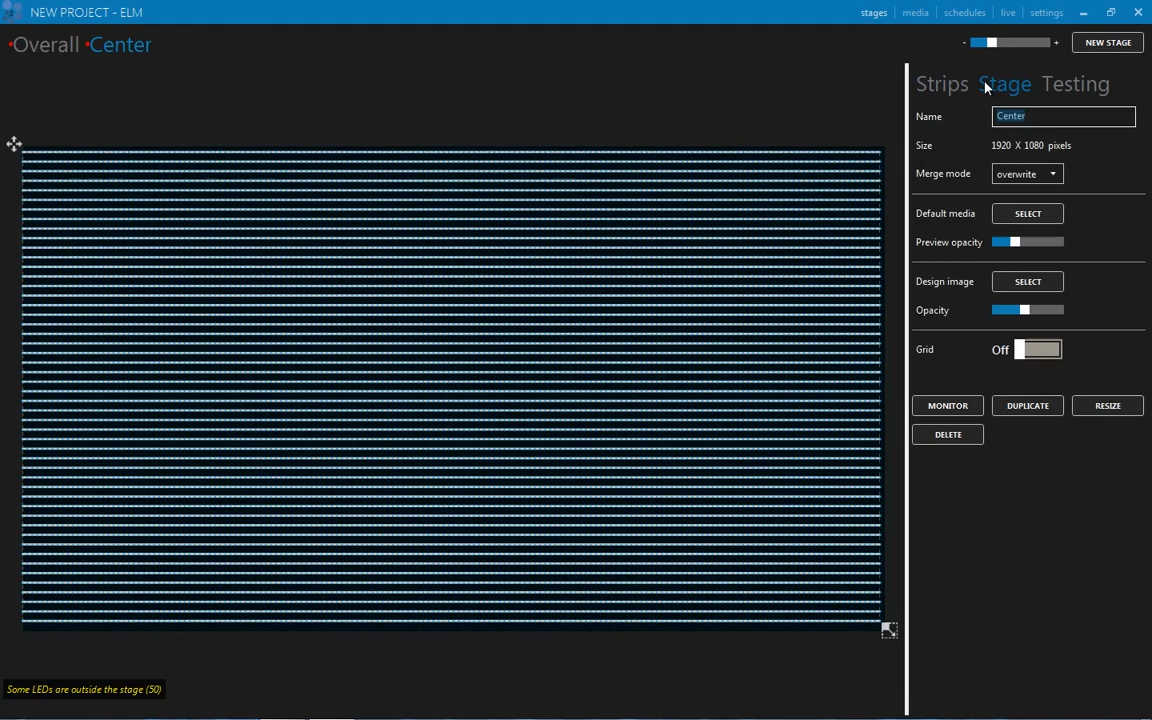 NEW PROJECT - ELM
stages | media | schedules | live | settings
•Overall •Center
- +
NEW STAGE
Strips Stage Testing
Name Center
Size 1920 X 1080 pixels
Merge mode overwrite
Default media SELECT
Preview opacity
Design image SELECT
Opacity
Grid Off
MONITOR DUPLICATE RESIZE
DELETE
Some LEDs are outside the stage (50)